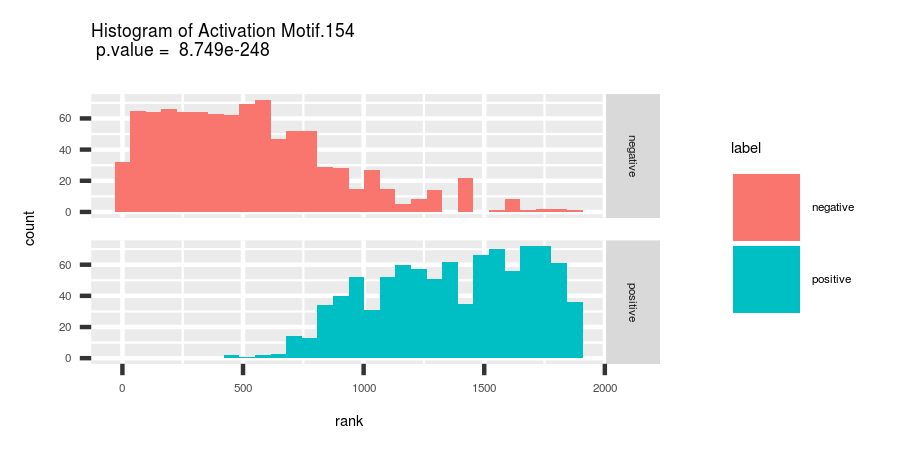 Histogram of Activation Motif.154
p.value = 8.749e-248
count
60
40
20
0
negative
60
40
20
0
positive
0
500
1000
1500
2000
rank
label
negative
positive